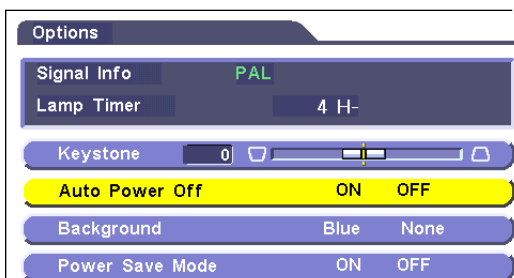 Options
Signal Info PAL
Lamp Timer 4 H-
Keystone 0
Auto Power Off ON OFF
Background Blue None
Power Save Mode ON OFF